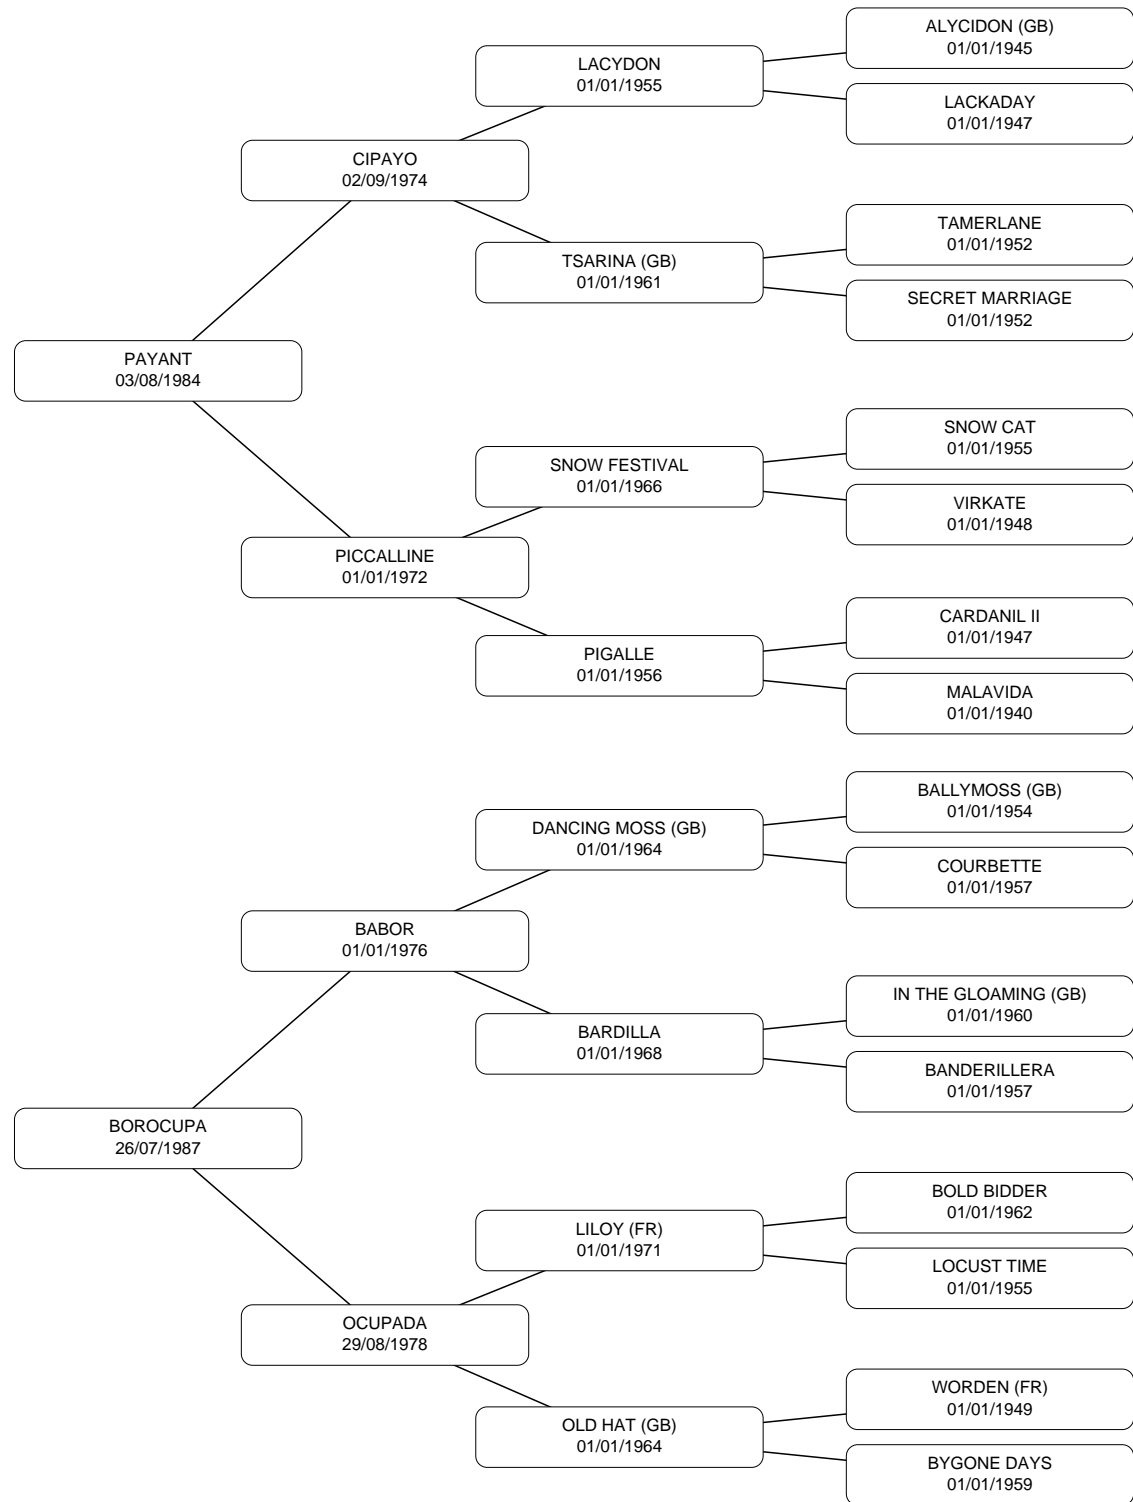 ALYCIDON (GB)
01/01/1945
LACYDON
01/01/1955
LACKADAY
01/01/1947
CIPAYO
02/09/1974
TAMERLANE
01/01/1952
TSARINA (GB)
01/01/1961
SECRET MARRIAGE
01/01/1952
PAYANT
03/08/1984
SNOW CAT
01/01/1955
SNOW FESTIVAL
01/01/1966
VIRKATE
01/01/1948
PICCALLINE
01/01/1972
CARDANIL II
01/01/1947
PIGALLE
01/01/1956
MALAVIDA
01/01/1940
BALLYMOSS (GB)
01/01/1954
DANCING MOSS (GB)
01/01/1964
COURBETTE
01/01/1957
BABOR
01/01/1976
IN THE GLOAMING (GB)
01/01/1960
BARDILLA
01/01/1968
BANDERILLERA
01/01/1957
BOROCUPA
26/07/1987
BOLD BIDDER
01/01/1962
LILOY (FR)
01/01/1971
LOCUST TIME
01/01/1955
OCUPADA
29/08/1978
WORDEN (FR)
01/01/1949
OLD HAT (GB)
01/01/1964
BYGONE DAYS
01/01/1959